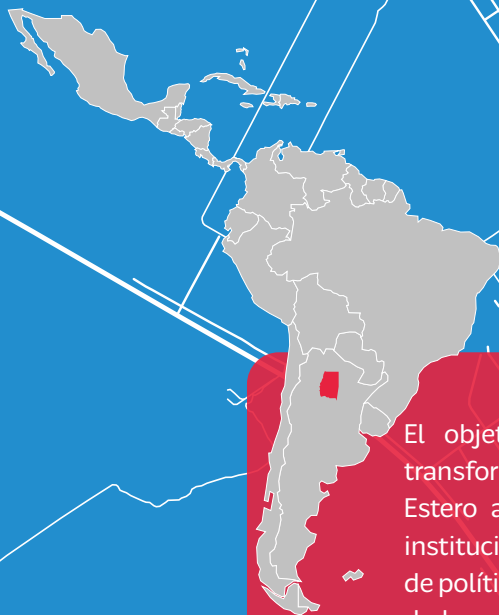 El objet
transfor
Estero a
instituci
de políti